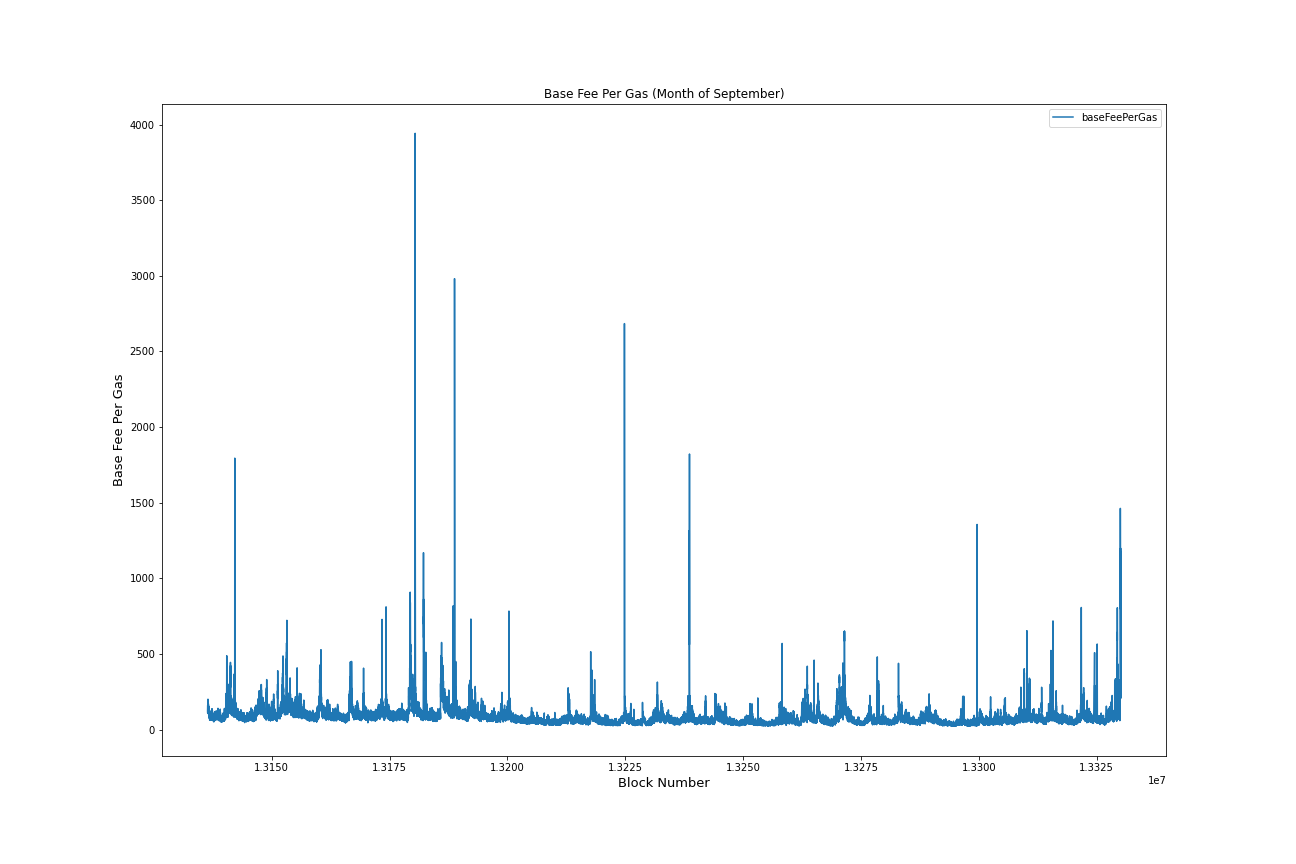 Base Fee Per Gas (Month of September)
baseFeePerGas
4000
3500
3000
2500
2000
1500
1000
500
0
Base Fee Per Gas
1.3150 1.3175 1.3200 1.3225 1.3250 1.3275 1.3300 1.3325
1e7
Block Number